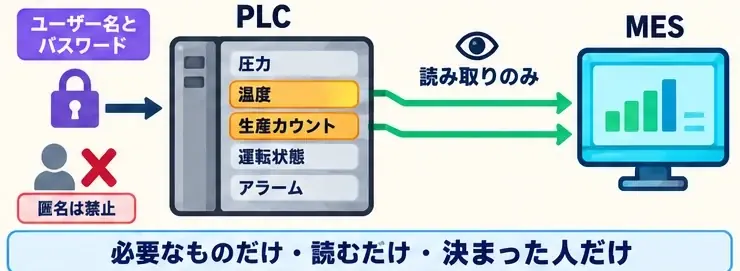 ユーザー名と
パスワード
PLC
MES
圧力
温度
生産カウント
運転状態
アラーム
読み取りのみ
匿名は禁止
必要なものだけ・読むだけ・決まった人だけ